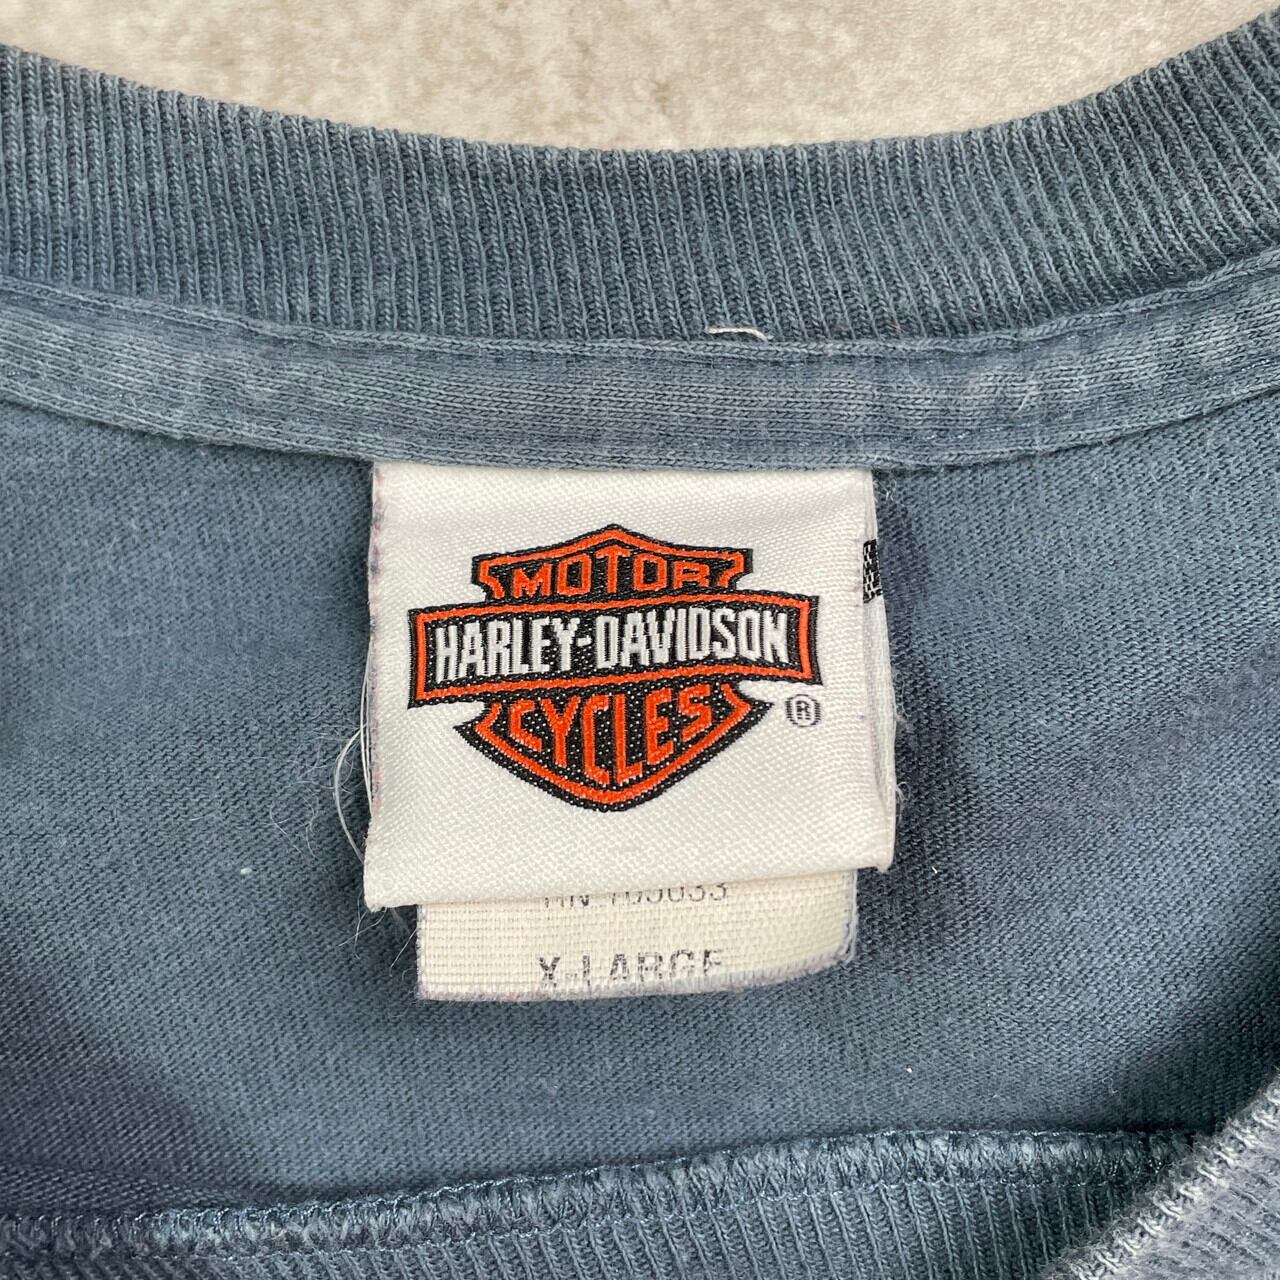 MOTOR
HARLEY-DAVIDSON
CYCLES
®
X-LARGE